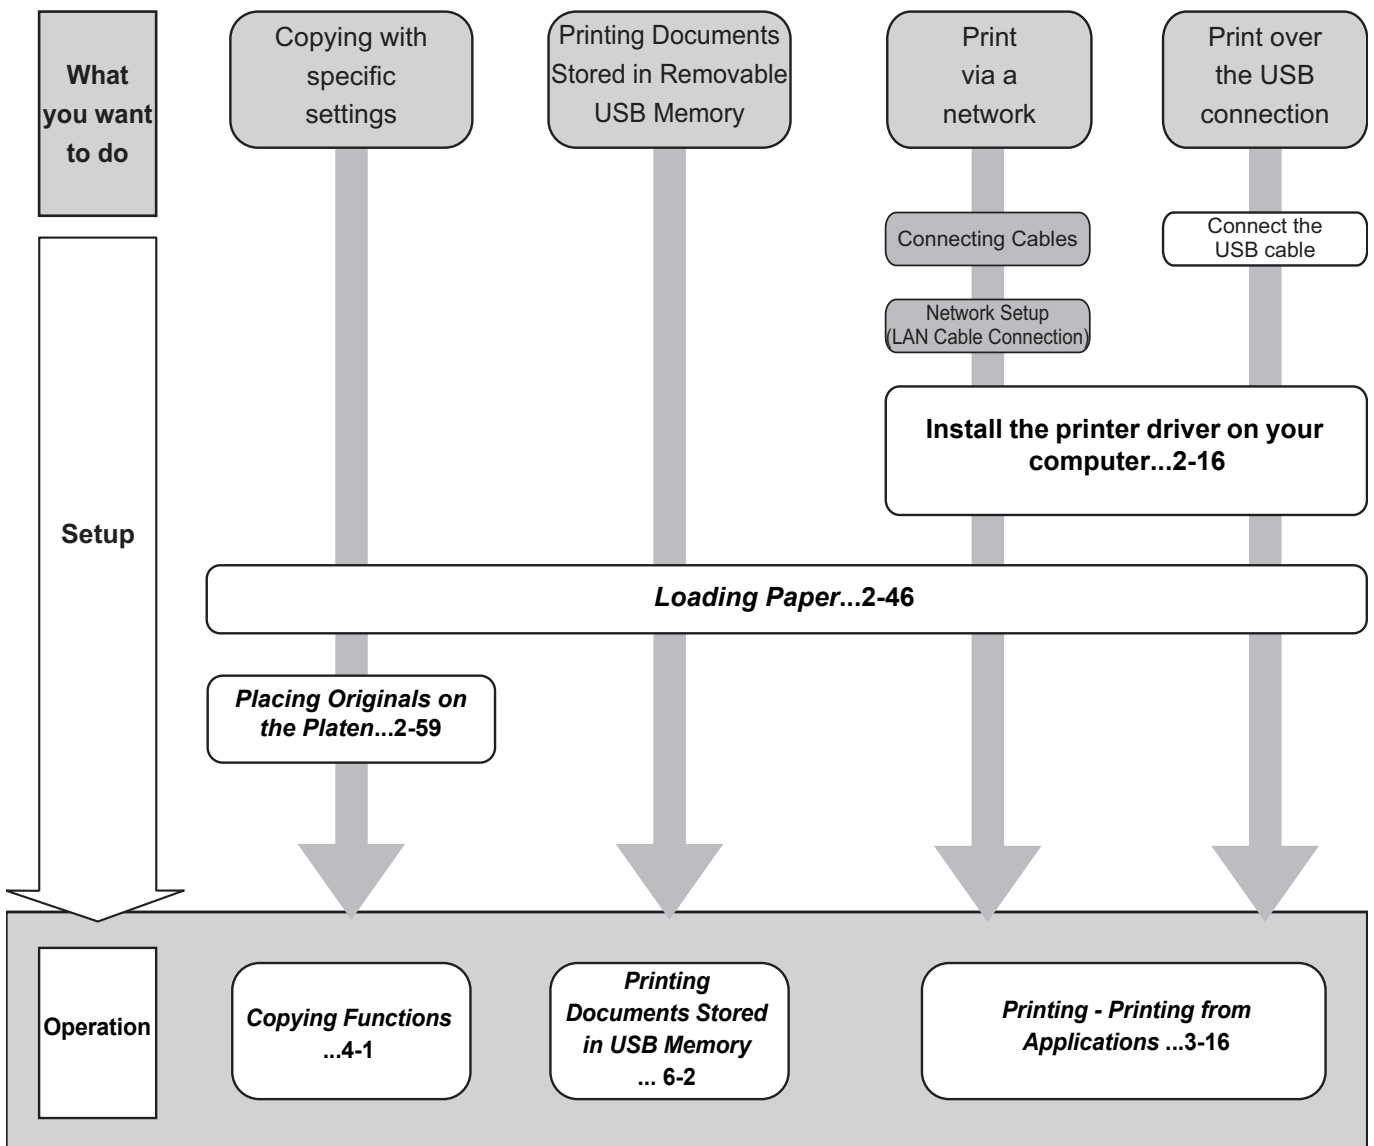 What
you want
to do
Copying with
specific
settings
Printing Documents
Stored in Removable
USB Memory
Print
via a
network
Print over
the USB
connection
Connecting Cables
Connect the
USB cable
Network Setup
(LAN Cable Connection)
Install the printer driver on your
computer...2-16
Setup
Loading Paper...2-46
Placing Originals on
the Platen...2-59
Operation
Copying Functions
...4-1
Printing
Documents Stored
in USB Memory
... 6-2
Printing - Printing from
Applications ...3-16